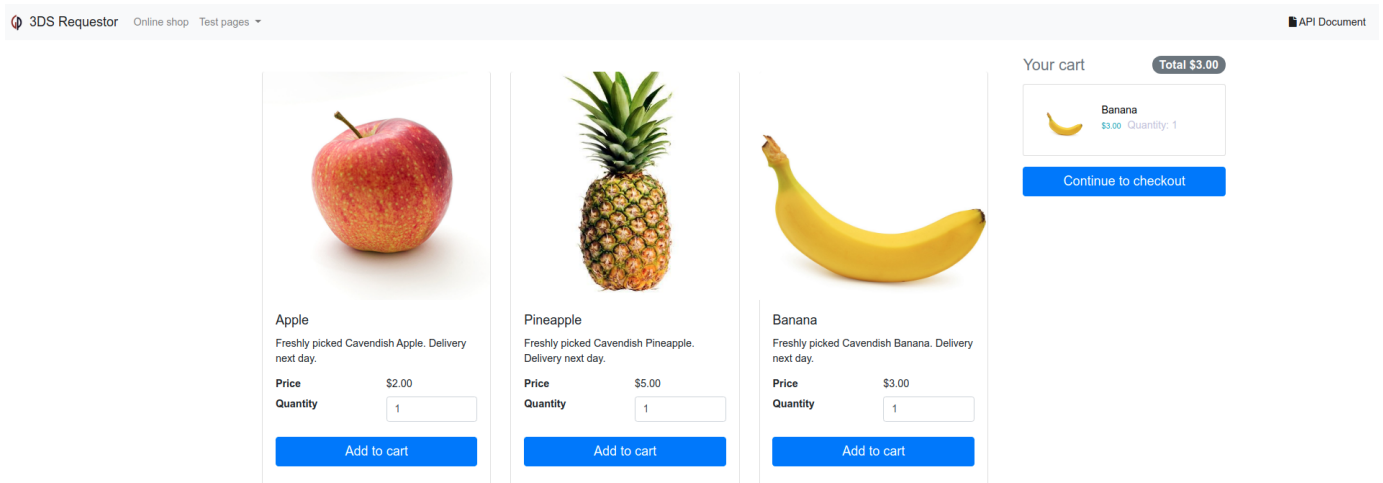 3DS Requestor Online shop Test pages API Document
Your cart Total $3.00
Banana
$3.00 Quantity: 1
Continue to checkout
Apple
Freshly picked Cavendish Apple. Delivery
next day.
Price $2.00
Quantity 1
Add to cart
Pineapple
Freshly picked Cavendish Pineapple.
Delivery next day.
Price $5.00
Quantity 1
Add to cart
Banana
Freshly picked Cavendish Banana. Delivery
next day.
Price $3.00
Quantity 1
Add to cart